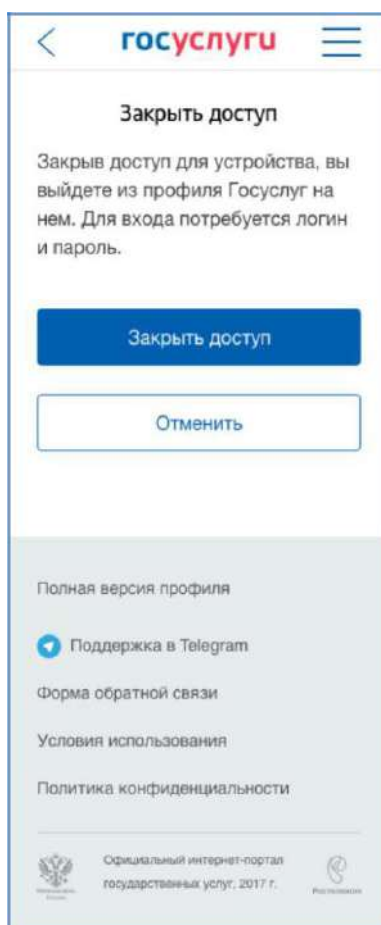 госуслуги
Закрыть доступ
Закрыв доступ для устройства, вы
выйдете из профиля Госуслуг на
нем. Для входа потребуется логин
и пароль.
Закрыть доступ
Отменить
Полная версия профиля
Поддержка в Telegram
Форма обратной связи
Условия использования
Политика конфиденциальности
Официальный интернет-портал
государственных услуг, 2017 г.
Ростелеком